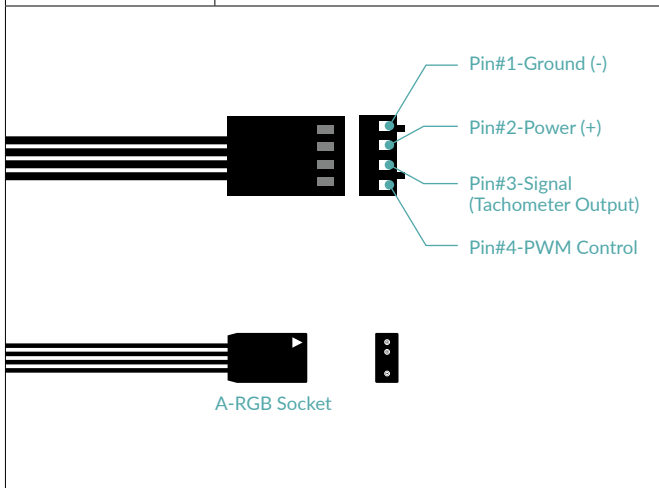 Pin#1-Ground (-)
Pin#2-Power (+)
Pin#3-Signal
(Tachometer Output)
Pin#4-PWM Control
A-RGB Socket